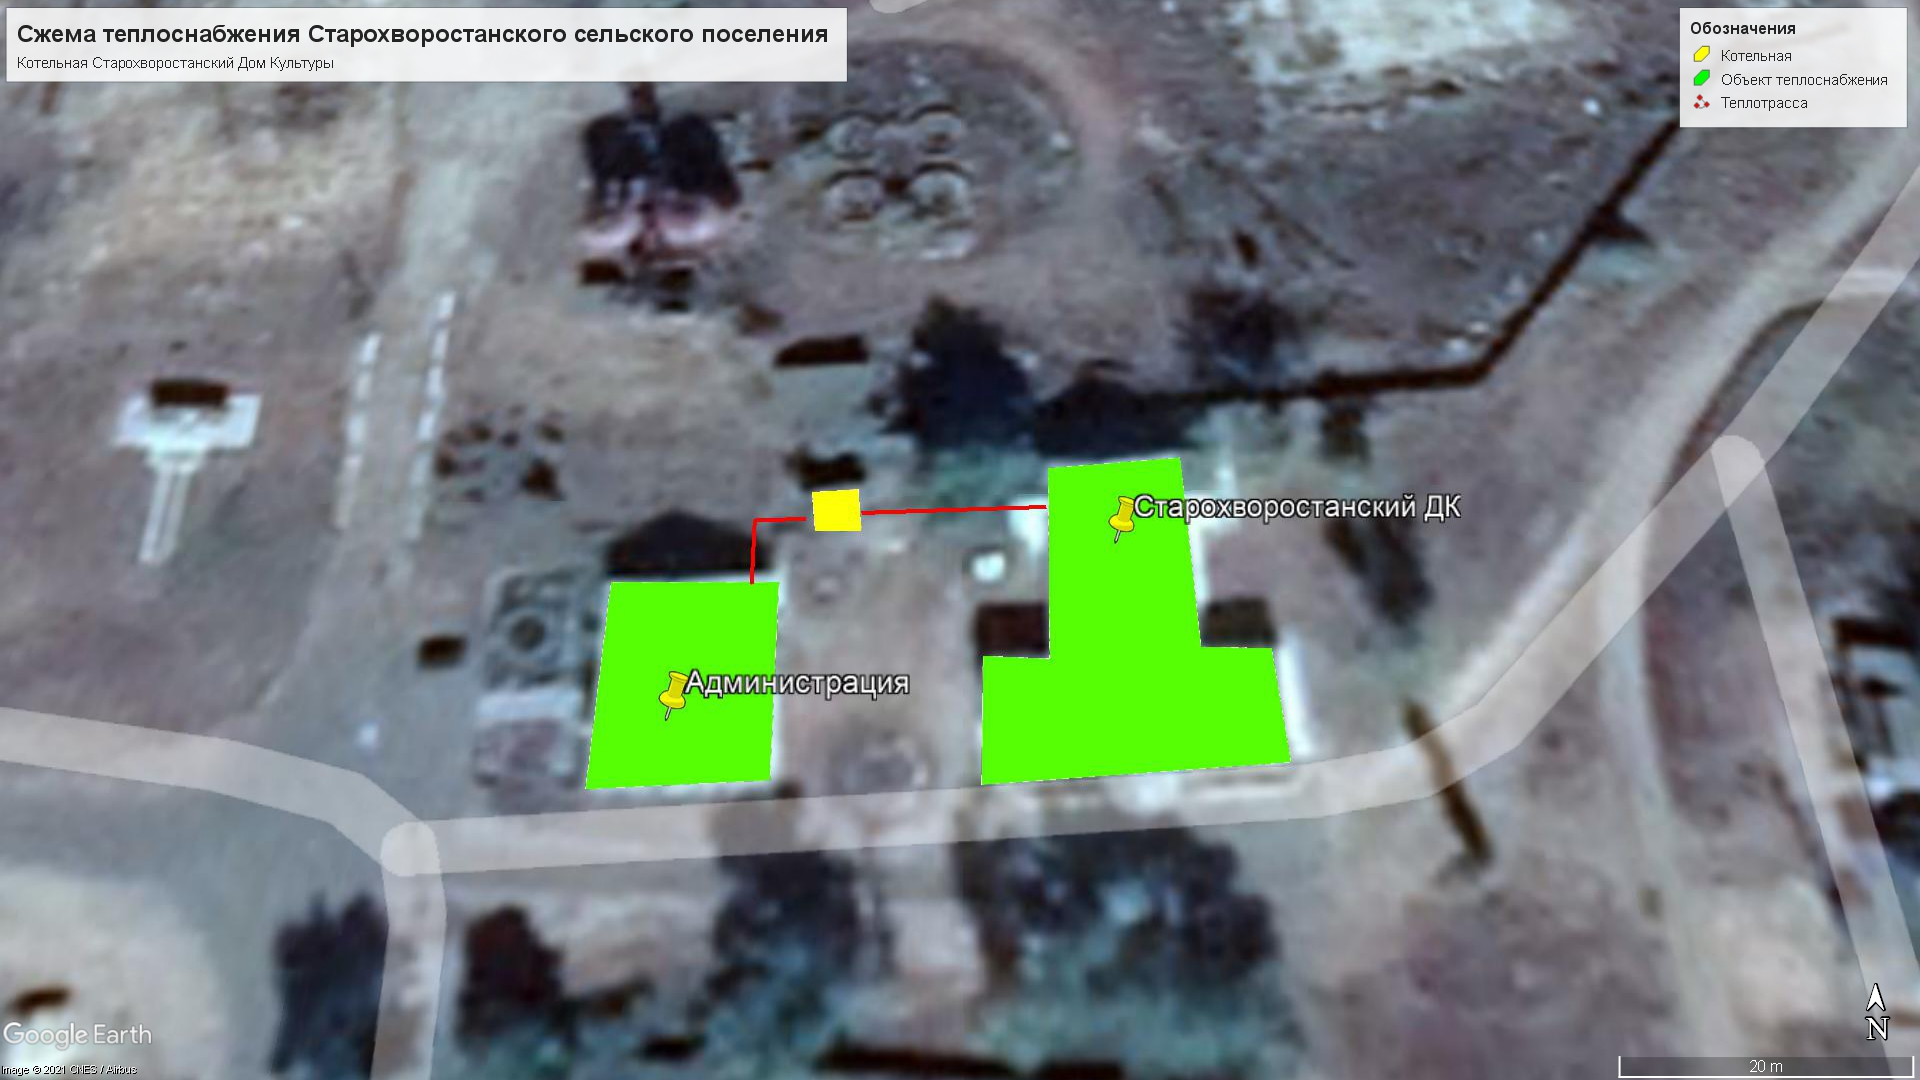 Сжема теплоснабжения Старохворостанского сельского поселения
Котельная Старохворостанский Дом Культуры
Обозначения
Котельная
Объект теплоснабжения
Теплотрасса
Старохворостанский ДК
Администрация
Google Earth
Image © 2021 CNES / Airbus
N
20 m